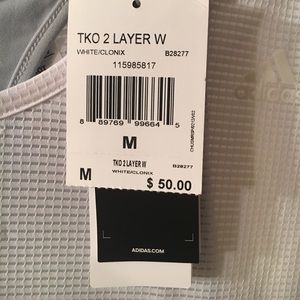 TKO 2 LAYER W
WHITE/CLONIX B28277
115985817
8 89769 99664 5
M
TKO 2 LAYER W B28277
M WHITE/CLONIX
$ 50.00
ADIDAS.COM
adidas